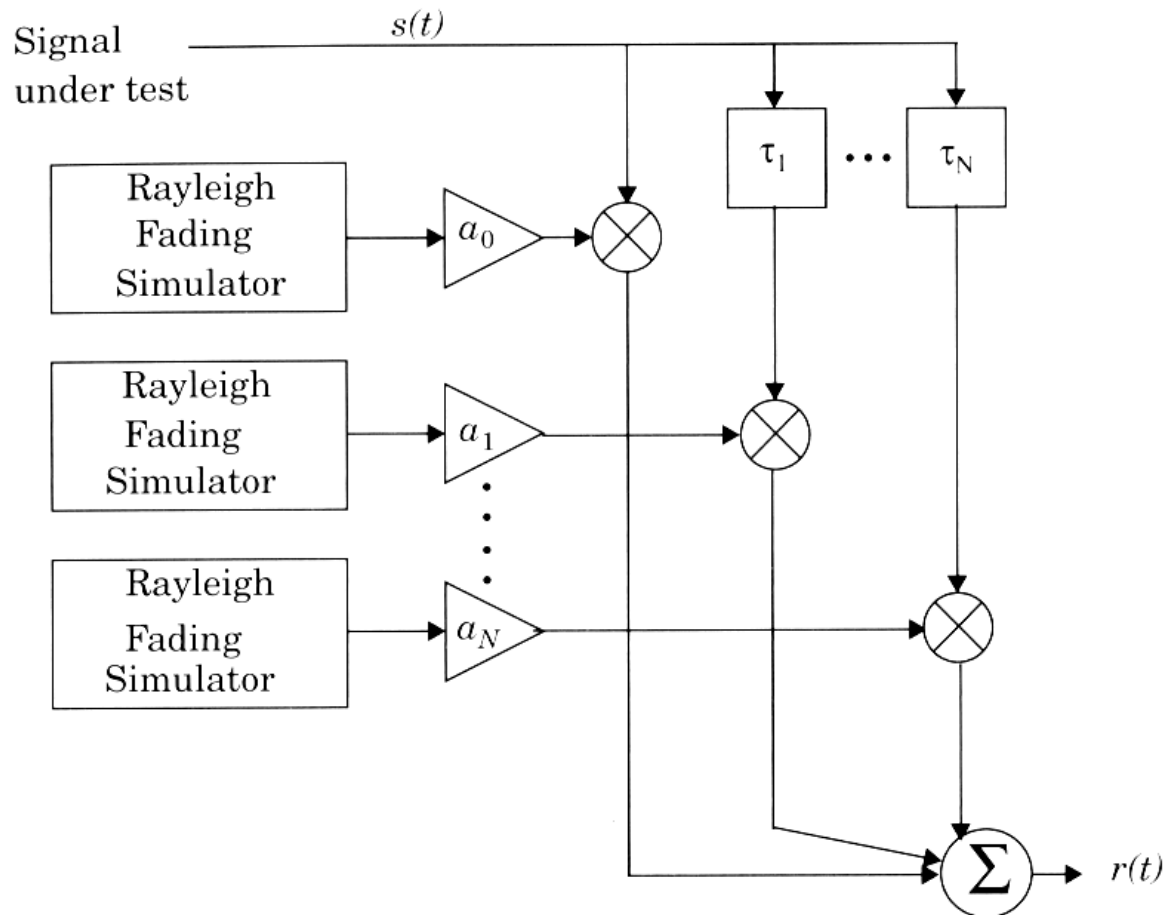 Signal
under test
s(t)
τ1
τN
Rayleigh
Fading
Simulator
a0
Rayleigh
Fading
Simulator
a1
Rayleigh
Fading
Simulator
aN
Σ
r(t)